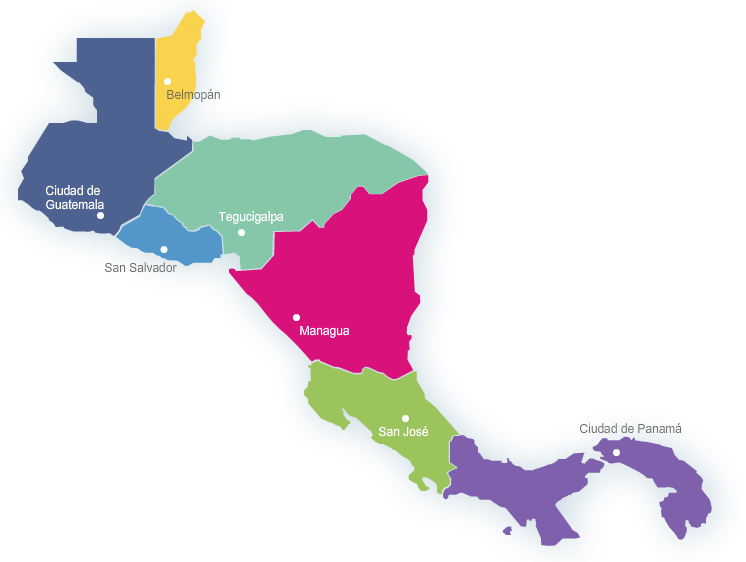 Belmopán
Ciudad de
Guatemala
Tegucigalpa
San Salvador
Managua
San José
Ciudad de Panamá